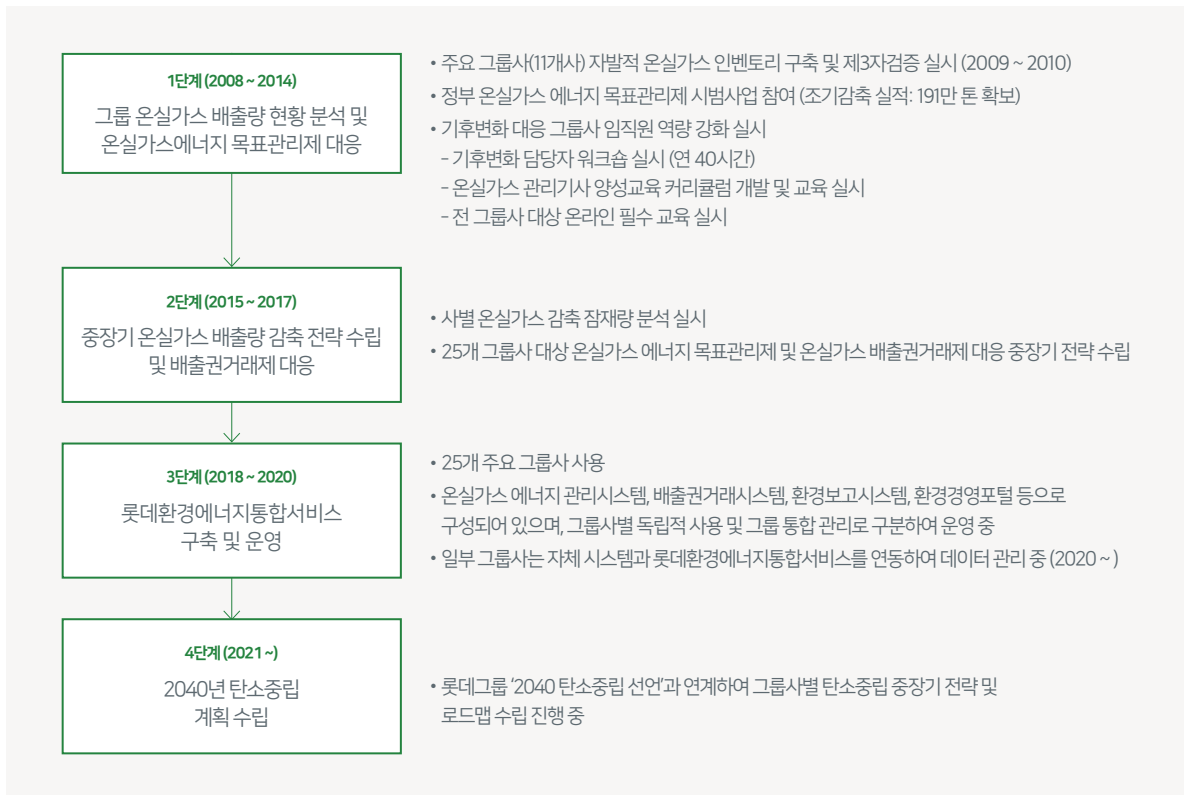 1단계 (2008 ~ 2014)
그룹 온실가스 배출량 현황 분석 및
온실가스에너지 목표관리제 대응
• 주요 그룹사(11개사) 자발적 온실가스 인벤토리 구축 및 제3자검증 실시 (2009 ~ 2010)
• 정부 온실가스 에너지 목표관리제 시범사업 참여 (조기감축 실적: 191만 톤 확보)
• 기후변화 대응 그룹사 임직원 역량 강화 실시
- 기후변화 담당자 워크숍 실시 (연 40시간)
- 온실가스 관리기사 양성교육 커리큘럼 개발 및 교육 실시
- 전 그룹사 대상 온라인 필수 교육 실시
2단계 (2015 ~ 2017)
중장기 온실가스 배출량 감축 전략 수립
및 배출권거래제 대응
• 사별 온실가스 감축 잠재량 분석 실시
• 25개 그룹사 대상 온실가스 에너지 목표관리제 및 온실가스 배출권거래제 대응 중장기 전략 수립
3단계 (2018 ~ 2020)
롯데환경에너지통합서비스
구축 및 운영
• 25개 주요 그룹사 사용
• 온실가스 에너지 관리시스템, 배출권거래시스템, 환경보고시스템, 환경경영포털 등으로
구성되어 있으며, 그룹사별 독립적 사용 및 그룹 통합 관리로 구분하여 운영 중
• 일부 그룹사는 자체 시스템과 롯데환경에너지통합서비스를 연동하여 데이터 관리 중 (2020 ~ )
4단계 (2021 ~)
2040년 탄소중립
계획 수립
• 롯데그룹 ‘2040 탄소중립 선언’과 연계하여 그룹사별 탄소중립 중장기 전략 및
로드맵 수립 진행 중